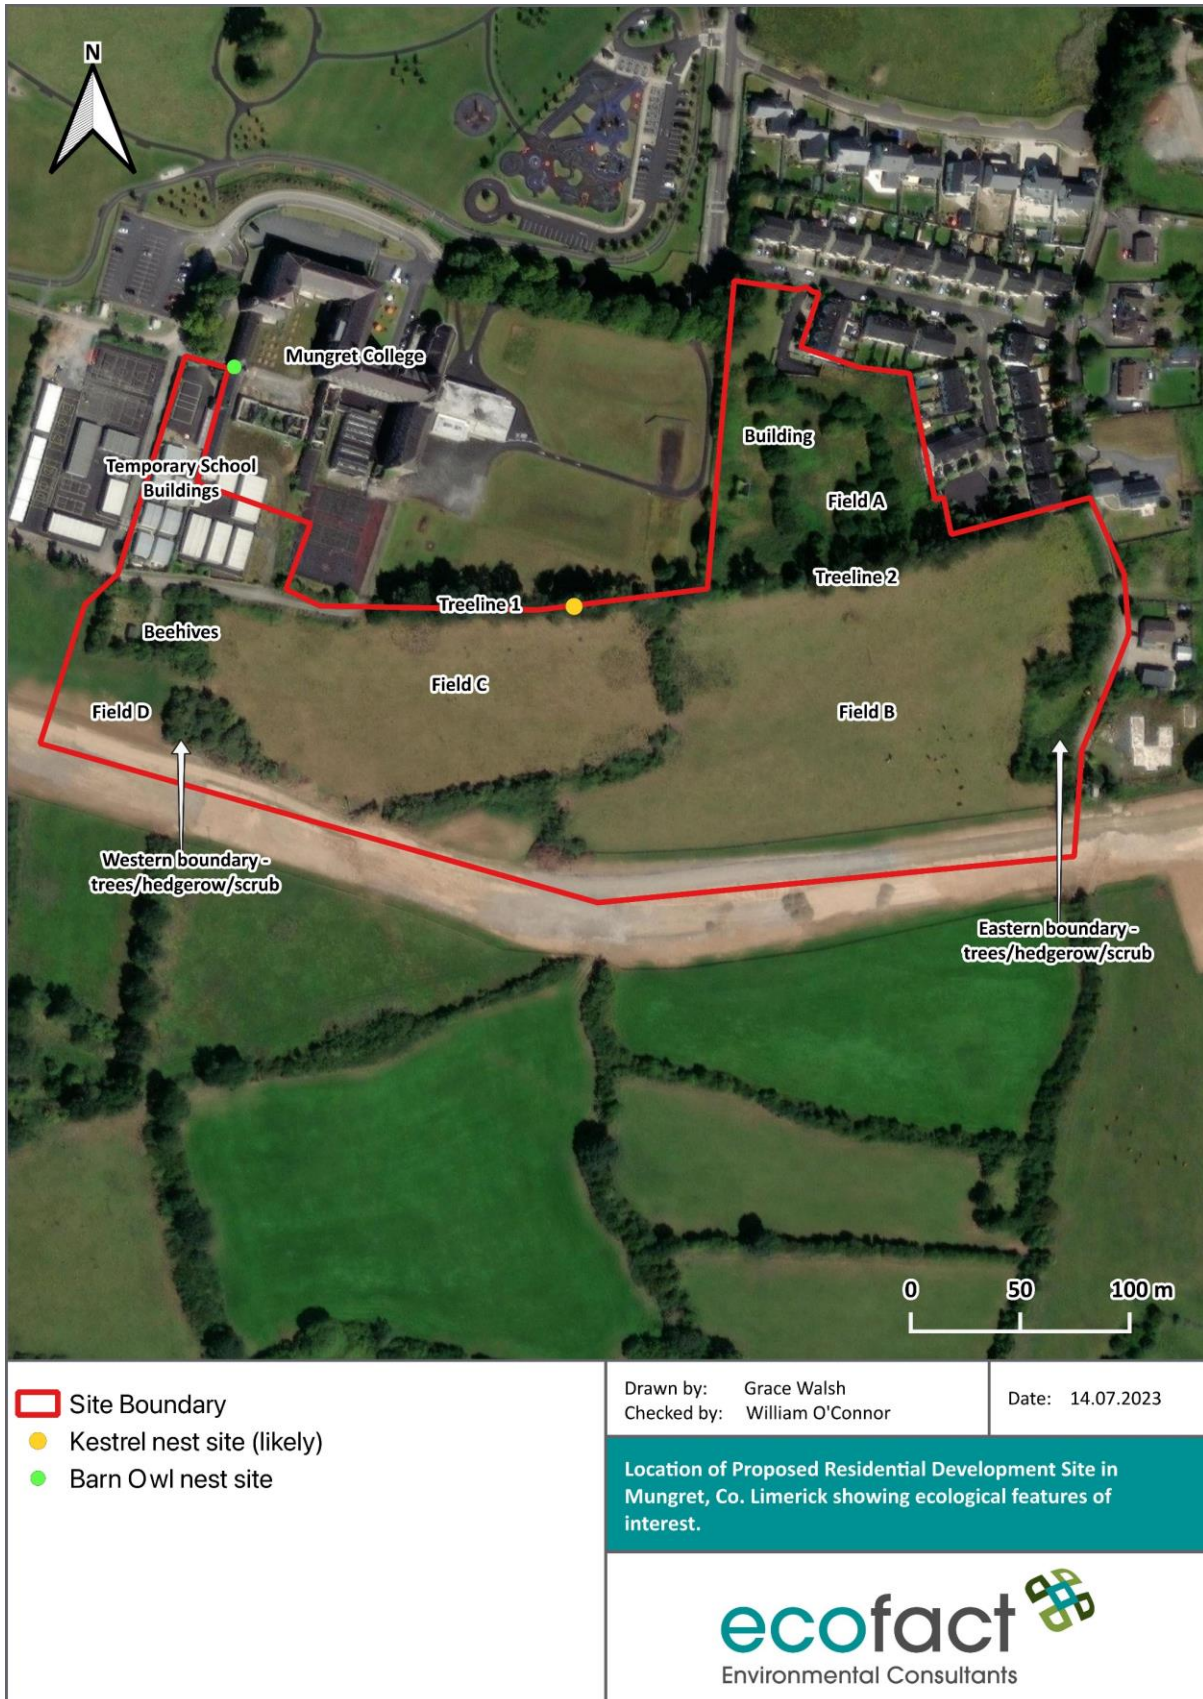 N
Mungret College
Building
Temporary School
Buildings
Field A
Treeline 2
Treeline 1
Beehives
Field C
Field D
Field B
Western boundary -
trees/hedgerow/scrub
Eastern boundary -
trees/hedgerow/scrub
0 50 100 m
Site Boundary
Kestrel nest site (likely)
Barn Owl nest site
Drawn by: Grace Walsh
Checked by: William O'Connor
Date: 14.07.2023
Location of Proposed Residential Development Site in
Mungret, Co. Limerick showing ecological features of
interest.
ecofact
Environmental Consultants